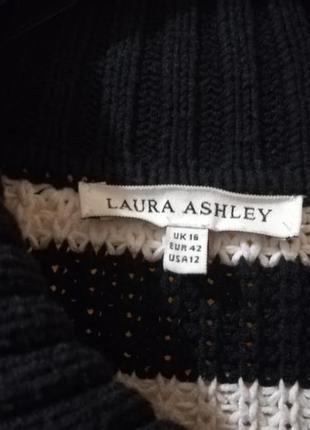 LAURA ASHLEY
UK 16
EUR 42
USA 12